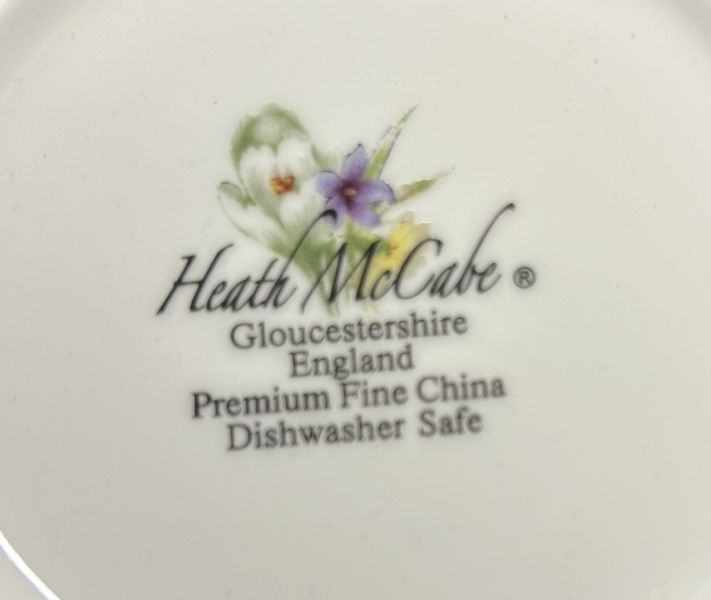 Heath McCabe ®
Gloucestershire
England
Premium Fine China
Dishwasher Safe